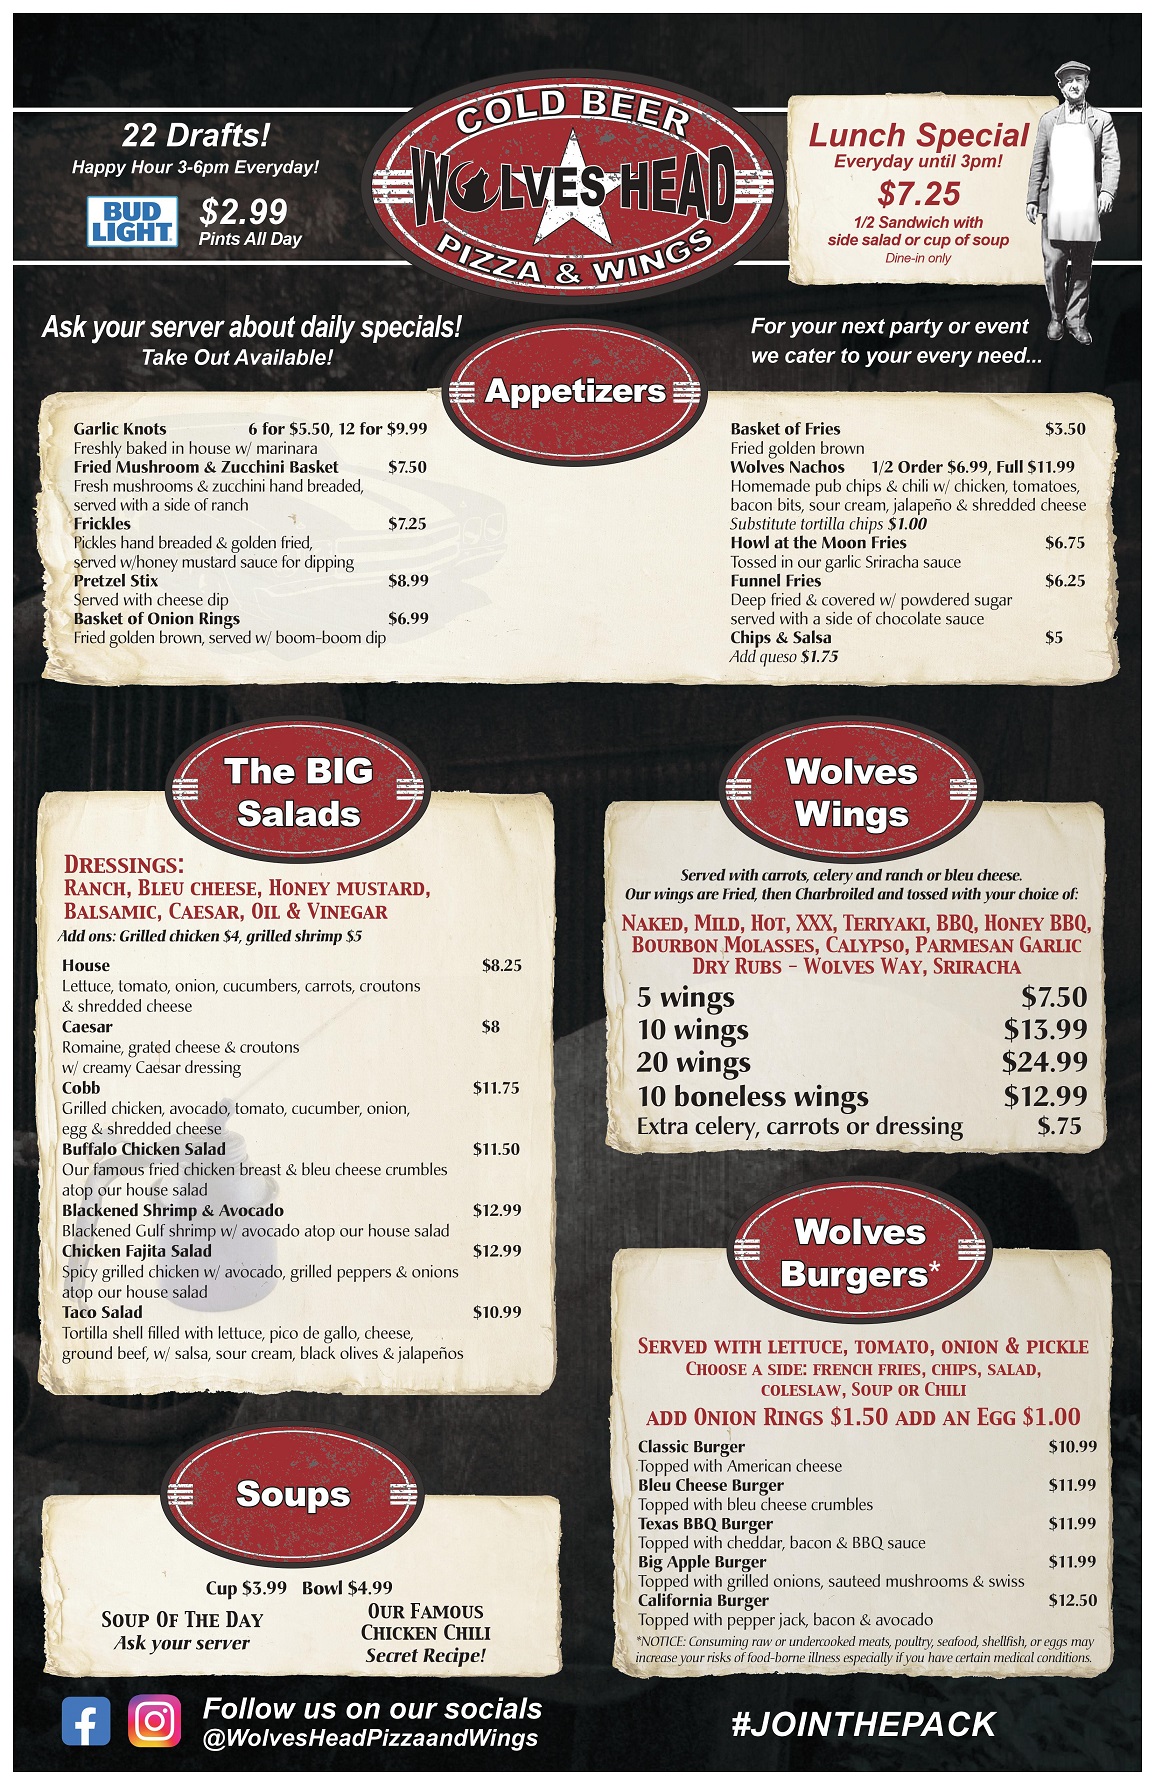 22 Drafts!
Happy Hour 3-6pm Everyday!
BUD
LIGHT
$2.99
Pints All Day
COLD BEER
WOLVES HEAD
PIZZA & WINGS
Lunch Special
Everyday until 3pm!
$7.25
1/2 Sandwich with
side salad or cup of soup
Dine-in only
Ask your server about daily specials!
Take Out Available!
For your next party or event
we cater to your every need...
Appetizers
Garlic Knots 6 for $5.50, 12 for $9.99
Freshly baked in house w/ marinara
Fried Mushroom & Zucchini Basket $7.50
Fresh mushrooms & zucchini hand breaded,
served with a side of ranch
Frickles $7.25
Pickles hand breaded & golden fried,
served w/honey mustard sauce for dipping
Pretzel Stix $8.99
Served with cheese dip
Basket of Onion Rings $6.99
Fried golden brown, served w/ boom-boom dip
Basket of Fries $3.50
Fried golden brown
Wolves Nachos 1/2 Order $6.99, Full $11.99
Homemade pub chips & chili w/ chicken, tomatoes,
bacon bits, sour cream, jalapeño & shredded cheese
Substitute tortilla chips $1.00
Howl at the Moon Fries $6.75
Tossed in our garlic Sriracha sauce
Funnel Fries $6.25
Deep fried & covered w/ powdered sugar
served with a side of chocolate sauce
Chips & Salsa $5
Add queso $1.75
The BIG
Salads
Dressings:
Ranch, Bleu cheese, Honey mustard,
Balsamic, Caesar, Oil & Vinegar
Add ons: Grilled chicken $4, grilled shrimp $5
House $8.25
Lettuce, tomato, onion, cucumbers, carrots, croutons
& shredded cheese
Caesar $8
Romaine, grated cheese & croutons
w/ creamy Caesar dressing
Cobb $11.75
Grilled chicken, avocado, tomato, cucumber, onion,
egg & shredded cheese
Buffalo Chicken Salad $11.50
Our famous fried chicken breast & bleu cheese crumbles
atop our house salad
Blackened Shrimp & Avocado $12.99
Blackened Gulf shrimp w/ avocado atop our house salad
Chicken Fajita Salad $12.99
Spicy grilled chicken w/ avocado, grilled peppers & onions
atop our house salad
Taco Salad $10.99
Tortilla shell filled with lettuce, pico de gallo, cheese,
ground beef, w/ salsa, sour cream, black olives & jalapeños
Wolves
Wings
Served with carrots, celery and ranch or bleu cheese.
Our wings are Fried, then Charbroiled and tossed with your choice of:
Naked, Mild, Hot, XXX, Teriyaki, BBQ, Honey BBQ,
Bourbon Molasses, Calypso, Parmesan Garlic
Dry Rubs - Wolves Way, Sriracha
5 wings $7.50
10 wings $13.99
20 wings $24.99
10 boneless wings $12.99
Extra celery, carrots or dressing $.75
Wolves
Burgers*
Served with lettuce, tomato, onion & pickle
Choose a side: french fries, chips, salad,
coleslaw, Soup or Chili
add Onion Rings $1.50 add an Egg $1.00
Classic Burger $10.99
Topped with American cheese
Bleu Cheese Burger $11.99
Topped with bleu cheese crumbles
Texas BBQ Burger $11.99
Topped with cheddar, bacon & BBQ sauce
Big Apple Burger $11.99
Topped with grilled onions, sauteed mushrooms & swiss
California Burger $12.50
Topped with pepper jack, bacon & avocado
*NOTICE: Consuming raw or undercooked meats, poultry, seafood, shellfish, or eggs may
increase your risks of food-borne illness especially if you have certain medical conditions.
Soups
Cup $3.99 Bowl $4.99
Soup Of The Day
Ask your server
Our Famous
Chicken Chili
Secret Recipe!
Follow us on our socials
@WolvesHeadPizzaandWings
#JOINTHEPACK